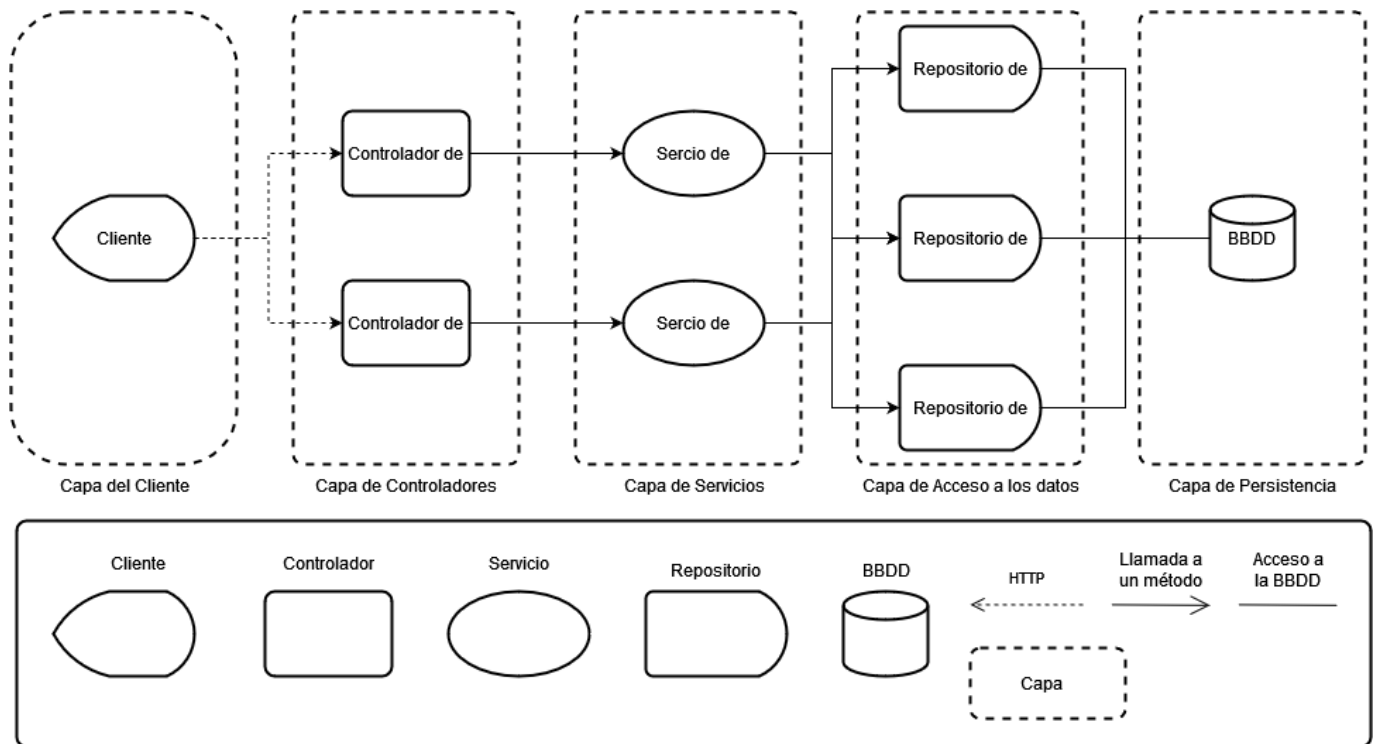 Cliente
Controlador de
Controlador de
Sercio de
Sercio de
Repositorio de
Repositorio de
Repositorio de
BBDD
Capa del Cliente
Capa de Controladores
Capa de Servicios
Capa de Acceso a los datos
Capa de Persistencia
Cliente
Controlador
Servicio
Repositorio
BBDD
HTTP
Llamada a
un método
Acceso a
la BBDD
Capa